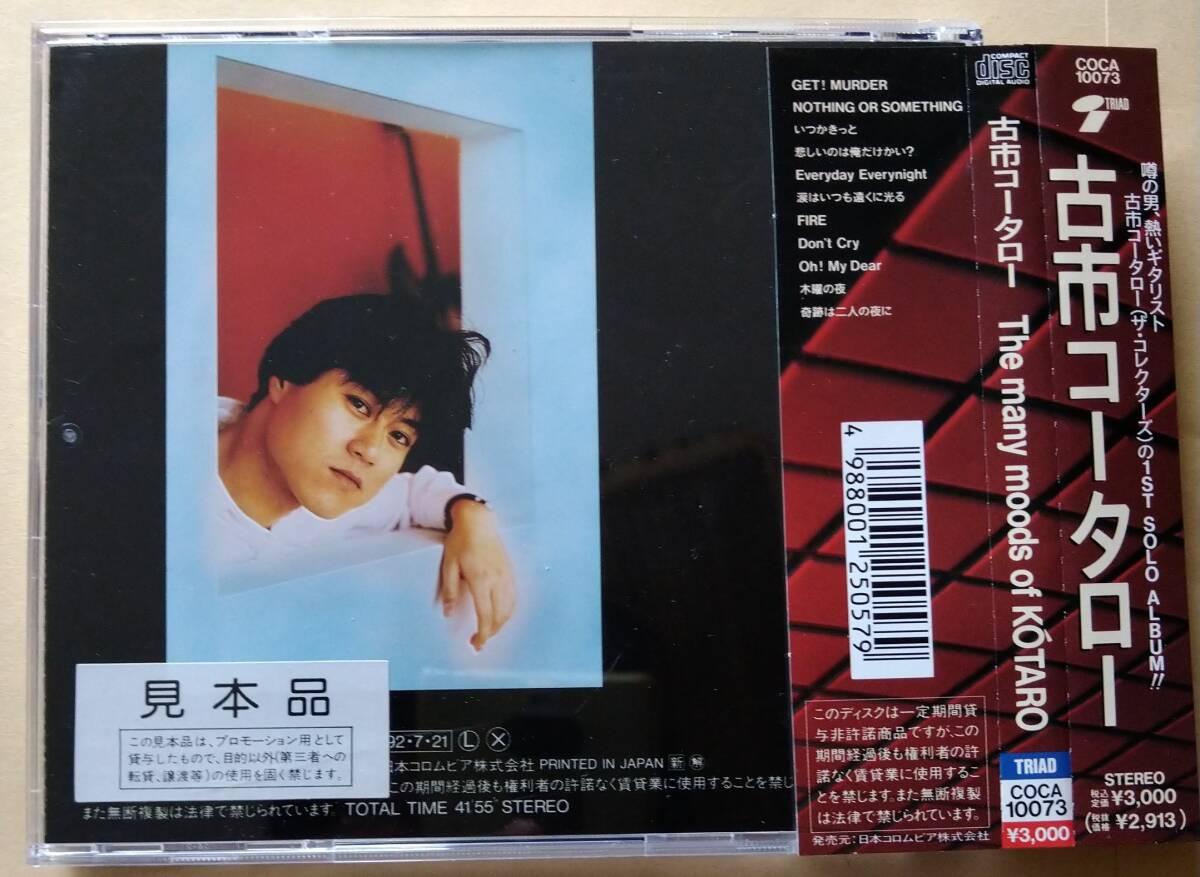 GET! MURDER
NOTHING OR SOMETHING
いつかきっと
悲しいのは俺だけかい?
Everyday Everynight
涙はいつも遠くに光る
FIRE
Don't Cry
Oh! My Dear
木曜の夜
奇跡は二人の夜に
4 988001 250579
このディスクは一定期間貸
与非許諾商品ですが、この
期間経過後も権利者の許
諾なく賃貸業に使用するこ
とを禁じます。また無断複製
は法律で禁じられています。
発売元:日本コロムビア株式会社
COMPACT
disc
DIGITAL AUDIO
古市コータロー The many moods of KŌTARO
TRIAD
COCA
10073
¥3,000
COCA
10073
TRIAD
噂の男、熱いギタリスト
古市コータロー(ザ・コレクターズ)の1ST SOLO ALBUM!!
古市コータロー
STEREO
税込定価 ¥3,000
(税抜価格 ¥2,913)
見本品
この見本品は、プロモーション用として
貸与したもので、目的以外(第三者への
転貸、譲渡等)の使用を固く禁じます。
92・7・21 L X
日本コロムビア株式会社 PRINTED IN JAPAN 新 解
この期間経過後も権利者の許諾なく賃貸業に使用することを禁じ
また無断複製は法律で禁じられています。 TOTAL TIME 41'55" STEREO